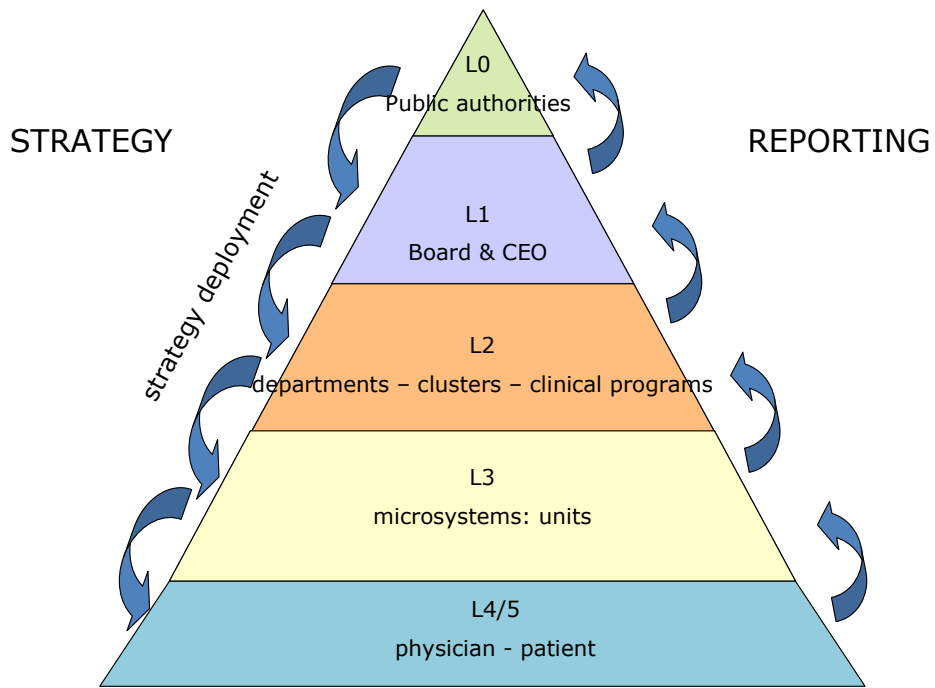 L0
Public authorities
STRATEGY
REPORTING
strategy deployment
L1
Board & CEO
L2
departments – clusters – clinical programs
L3
microsystems: units
L4/5
physician - patient